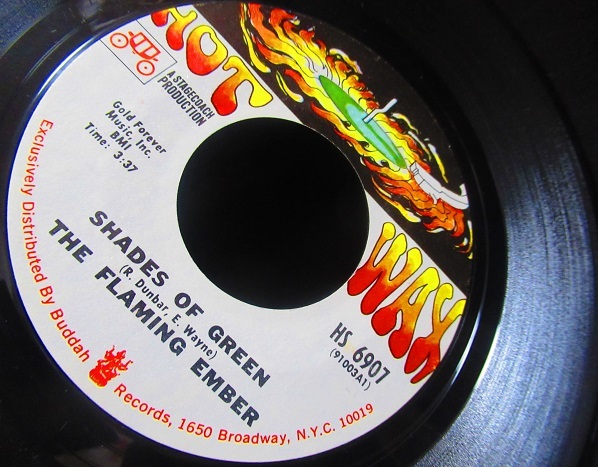 HOT
WAX
A STAGECOACH
PRODUCTION
Gold Forever
Music, Inc.
BMI
Time: 3:37
HS 6907
(91003A1)
SHADES OF GREEN
(R. Dunbar, E. Wayne)
THE FLAMING EMBER
Exclusively Distributed By Buddah Records, 1650 Broadway, N.Y.C. 10019